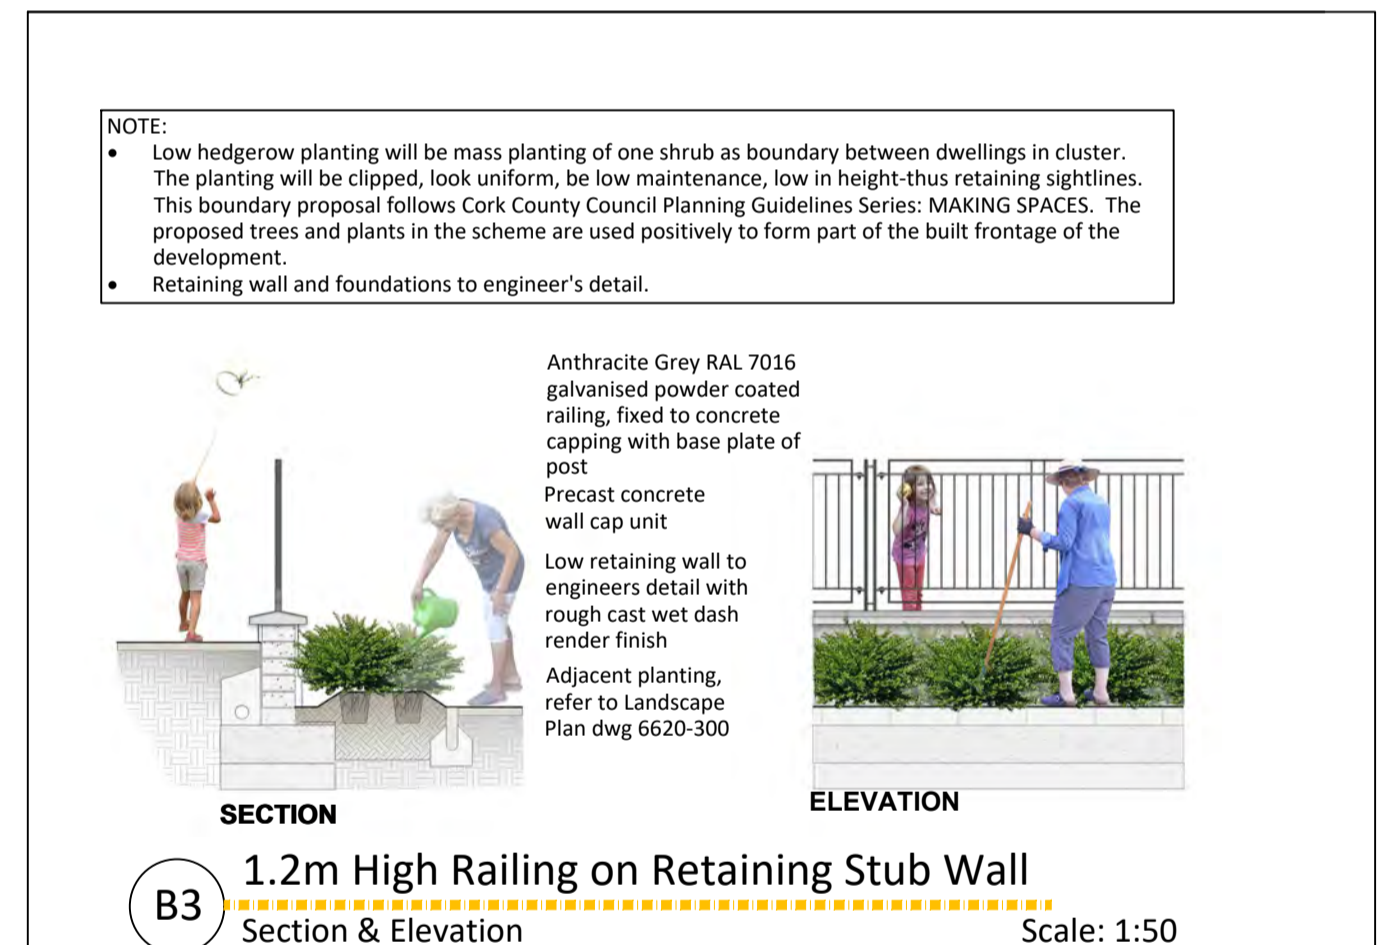 NOTE:
• Low hedgerow planting will be mass planting of one shrub as boundary between dwellings in cluster.
The planting will be clipped, look uniform, be low maintenance, low in height-thus retaining sightlines.
This boundary proposal follows Cork County Council Planning Guidelines Series: MAKING SPACES. The
proposed trees and plants in the scheme are used positively to form part of the built frontage of the
development.
• Retaining wall and foundations to engineer's detail.
Anthracite Grey RAL 7016
galvanised powder coated
railing, fixed to concrete
capping with base plate of
post
Precast concrete
wall cap unit
Low retaining wall to
engineers detail with
rough cast wet dash
render finish
Adjacent planting,
refer to Landscape
Plan dwg 6620-300
SECTION
ELEVATION
B3
1.2m High Railing on Retaining Stub Wall
Section & Elevation Scale: 1:50